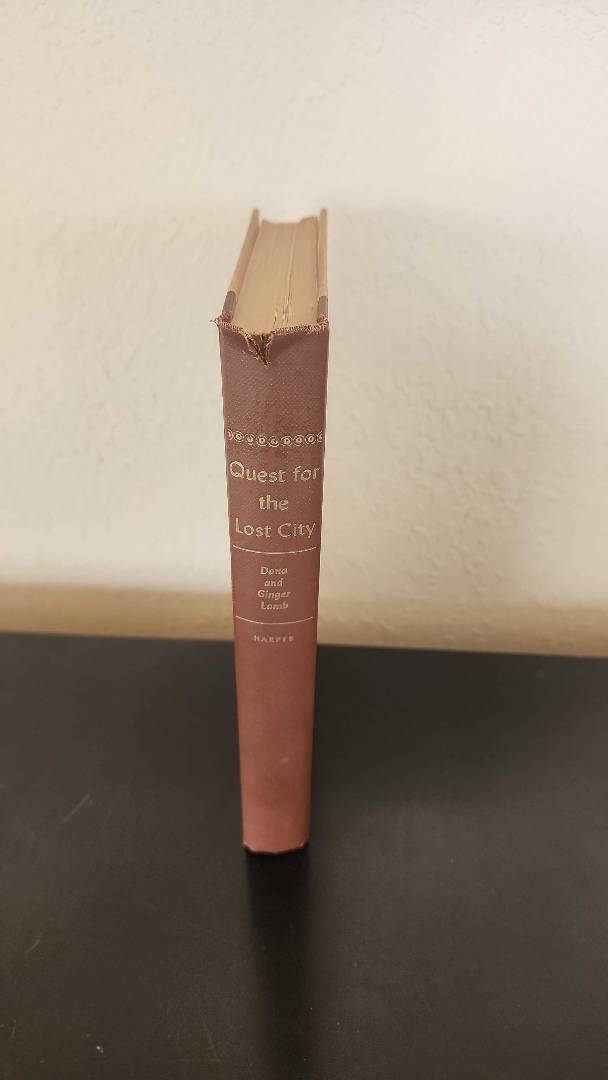 Quest for
the
Lost City
Dana
and
Ginger
Lamb
HARPER